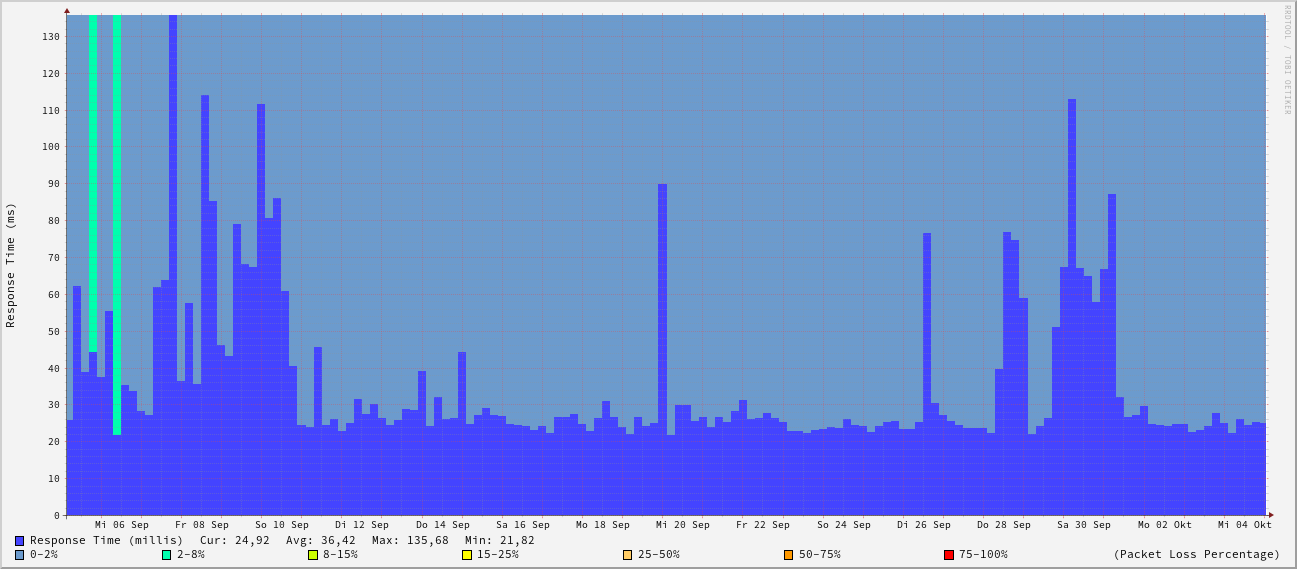 RRDTOOL / TOBI OETIKER
Response Time (ms)
130
120
110
100
90
80
70
60
50
40
30
20
10
0
Mi 06 Sep Fr 08 Sep So 10 Sep Di 12 Sep Do 14 Sep Sa 16 Sep Mo 18 Sep Mi 20 Sep Fr 22 Sep So 24 Sep Di 26 Sep Do 28 Sep Sa 30 Sep Mo 02 Okt Mi 04 Okt
Response Time (millis) Cur: 24,92 Avg: 36,42 Max: 135,68 Min: 21,82
0-2% 2-8% 8-15% 15-25% 25-50% 50-75% 75-100% (Packet Loss Percentage)